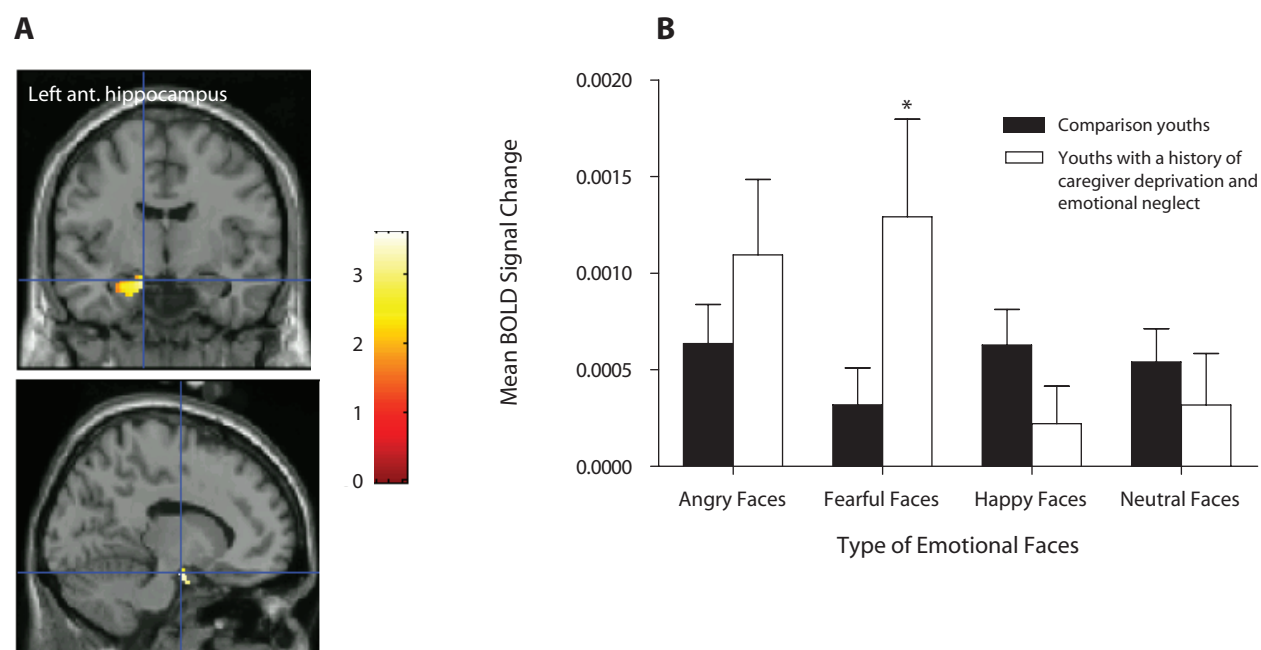 A
Left ant. hippocampus
3
2
1
0
B
Mean BOLD Signal Change
0.0020
0.0015
0.0010
0.0005
0.0000
*
Comparison youths
Youths with a history of
caregiver deprivation and
emotional neglect
Angry Faces Fearful Faces Happy Faces Neutral Faces
Type of Emotional Faces